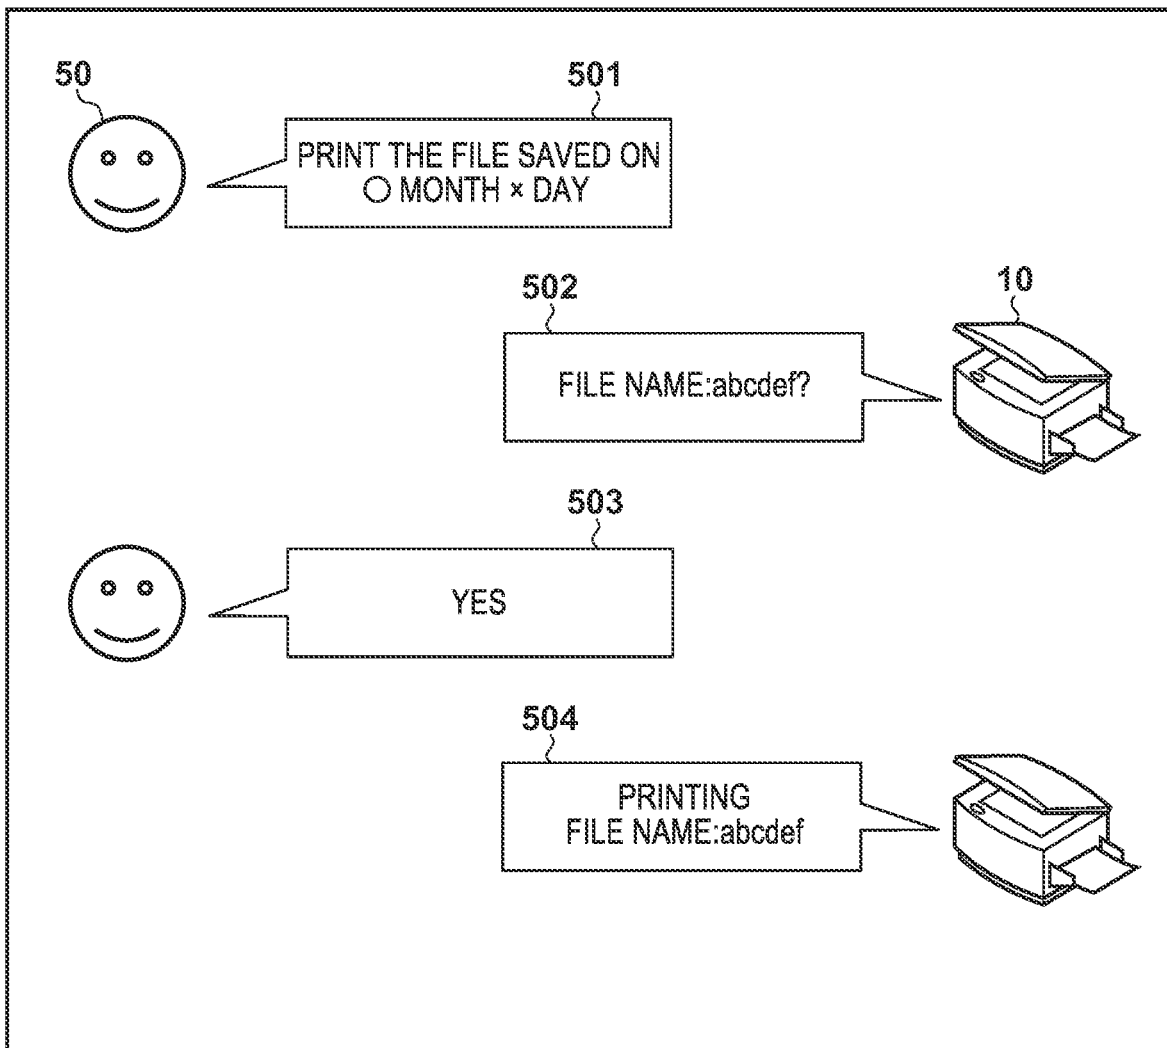 50
501
PRINT THE FILE SAVED ON
○ MONTH × DAY
502
10
FILE NAME:abcdef?
503
YES
504
PRINTING
FILE NAME:abcdef